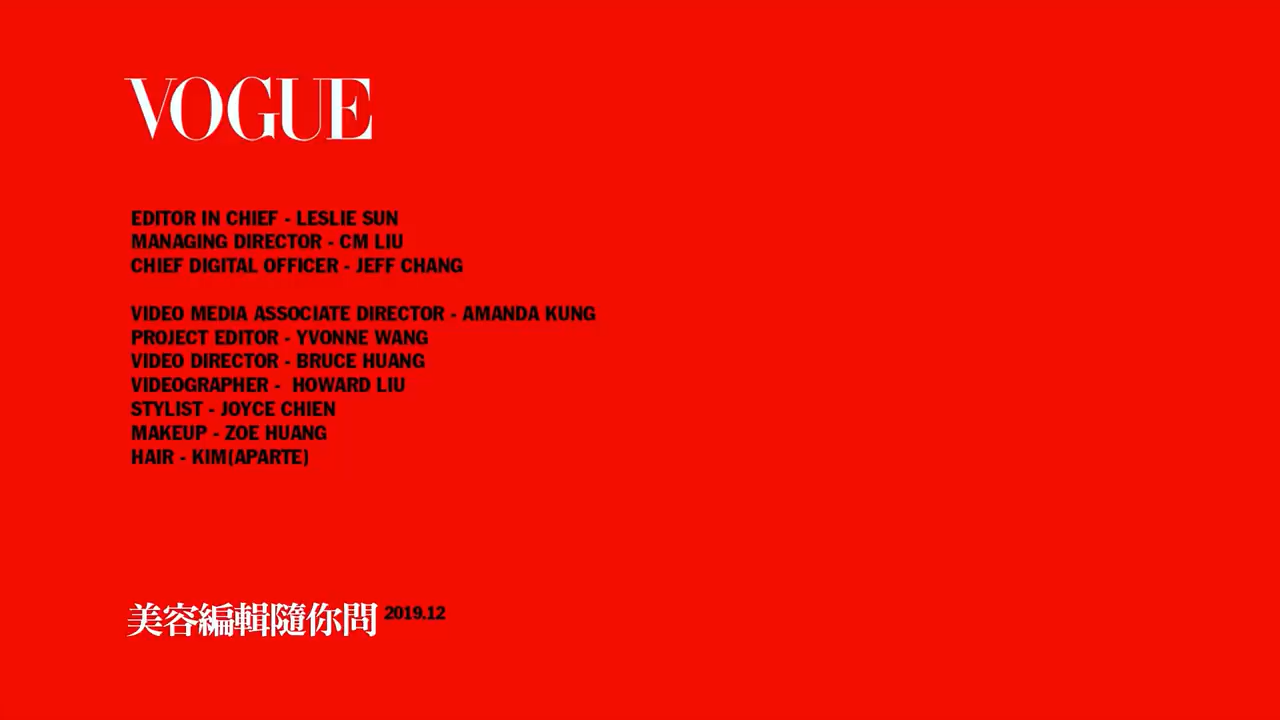 VOGUE
EDITOR IN CHIEF - LESLIE SUN
MANAGING DIRECTOR - CM LIU
CHIEF DIGITAL OFFICER - JEFF CHANG
VIDEO MEDIA ASSOCIATE DIRECTOR - AMANDA KUNG
PROJECT EDITOR - YVONNE WANG
VIDEO DIRECTOR - BRUCE HUANG
VIDEOGRAPHER - HOWARD LIU
STYLIST - JOYCE CHIEN
MAKEUP - ZOE HUANG
HAIR - KIM(APARTE)
美容編輯隨你問 2019.12